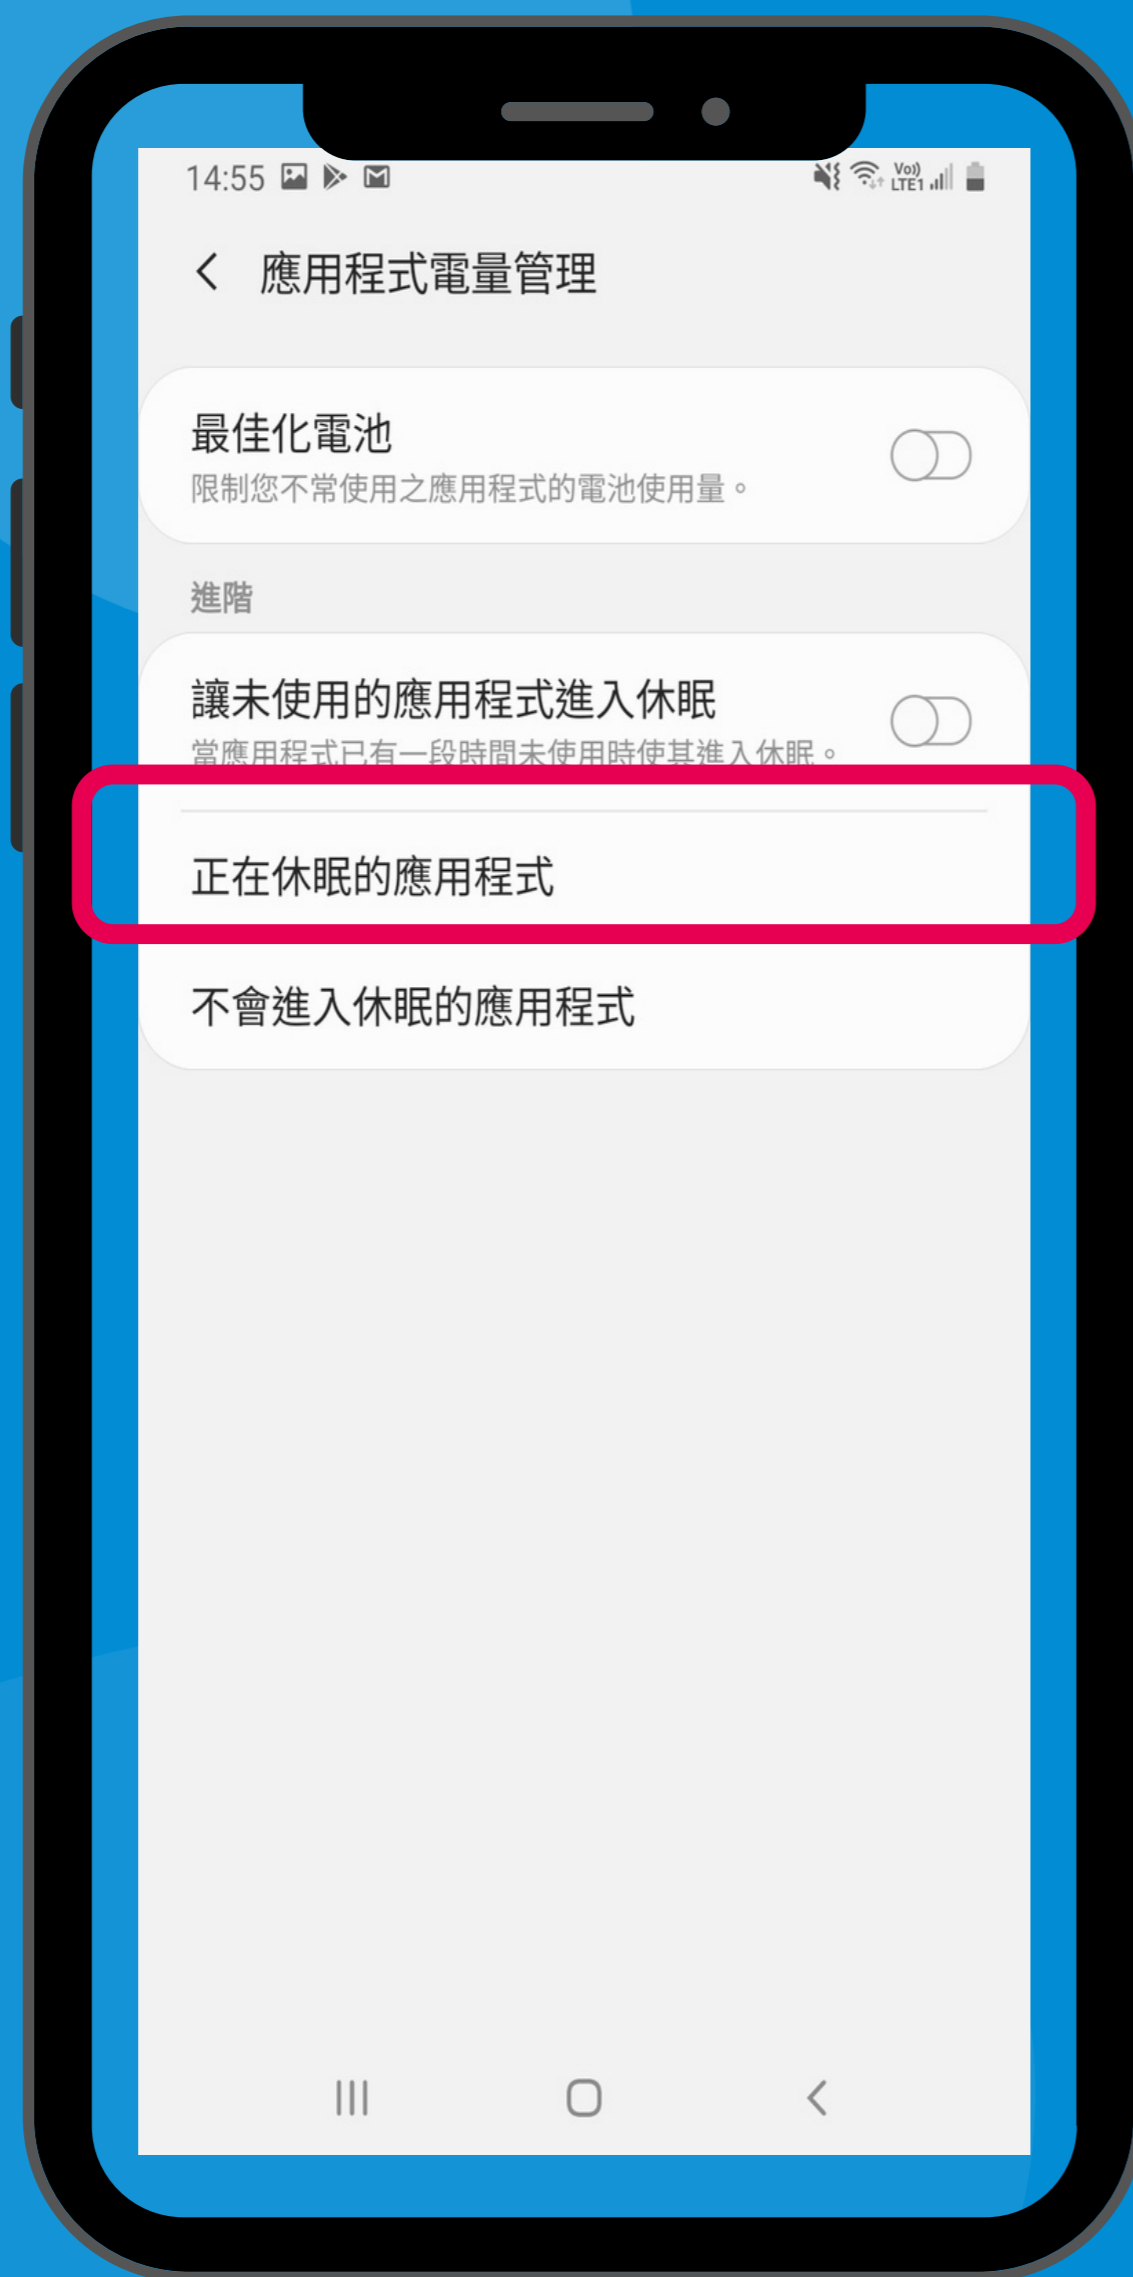 14:55
Vo))
LTE1
應用程式電量管理
最佳化電池
限制您不常使用之應用程式的電池使用量。
進階
讓未使用的應用程式進入休眠
當應用程式已有一段時間未使用時使其進入休眠。
正在休眠的應用程式
不會進入休眠的應用程式